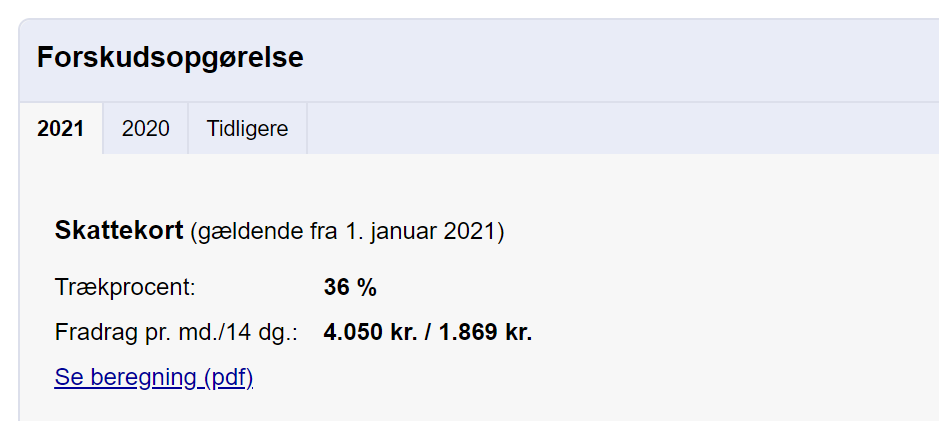 Forskudsopgørelse
2021 2020 Tidligere
Skattekort (gældende fra 1. januar 2021)
Trækprocent: 36 %
Fradrag pr. md./14 dg.: 4.050 kr. / 1.869 kr.
Se beregning (pdf)